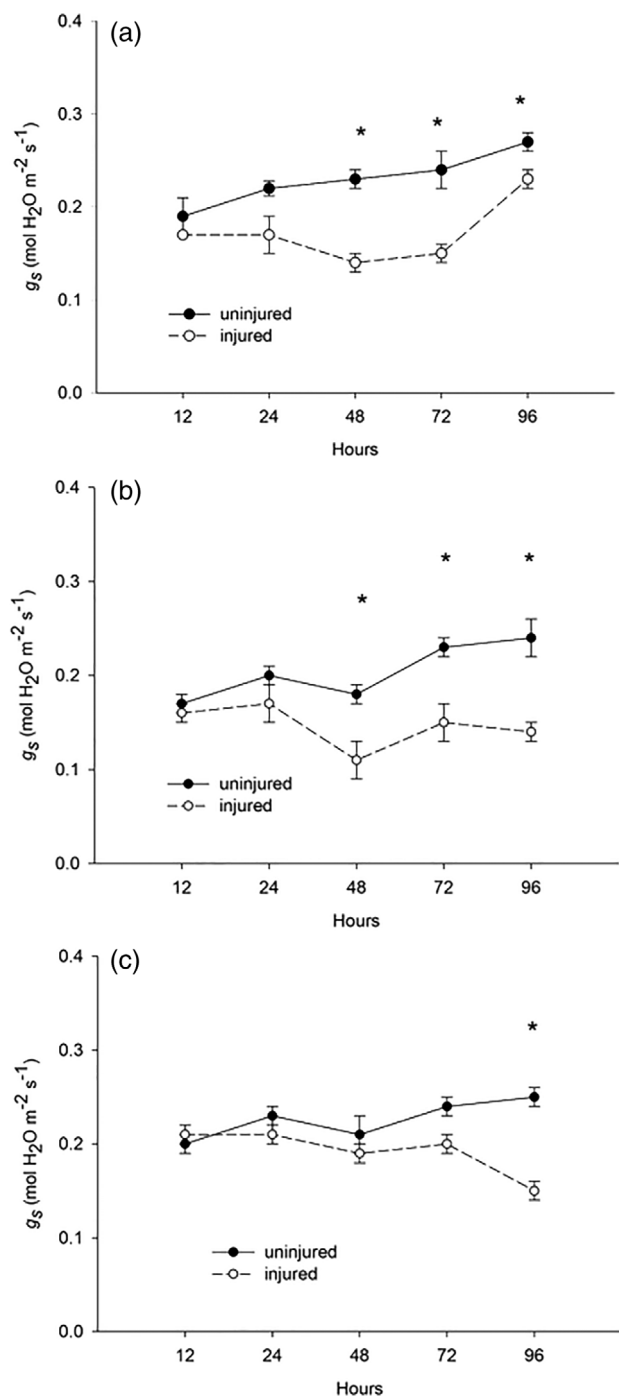 (a)
0.4
*
*
*
0.3
0.2
0.1
0.0
gs (mol H2O m-2 s-1)
uninjured
injured
12 24 48 72 96
Hours
(b)
0.4
*
*
*
0.3
0.2
0.1
0.0
gs (mol H2O m-2 s-1)
uninjured
injured
12 24 48 72 96
Hours
(c)
0.4
*
0.3
0.2
0.1
0.0
gs (mol H2O m-2 s-1)
uninjured
injured
12 24 48 72 96
Hours